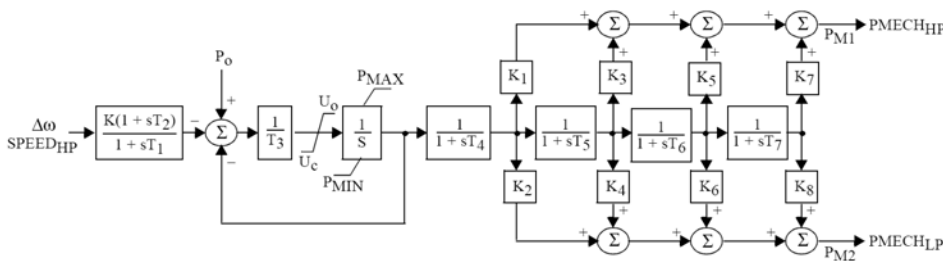 Δω
SPEED_HP
K(1 + sT_2)
1 + sT_1
P_o
+
−
Σ
−
1
T_3
U_o
U_c
P_MAX
1
S
P_MIN
1
1 + sT_4
K_1
K_2
1
1 + sT_5
K_3
K_4
1
1 + sT_6
K_5
K_6
1
1 + sT_7
K_7
K_8
+ Σ + + Σ + + Σ +
P_M1
PMECH_HP
+ Σ + + Σ + + Σ +
P_M2
PMECH_LP